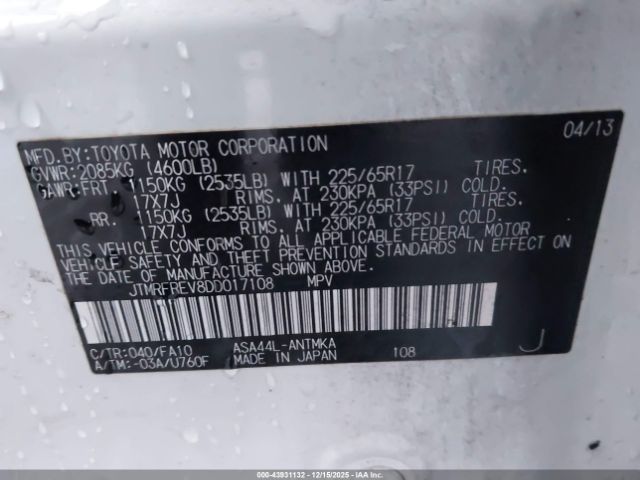 MFD.BY:TOYOTA MOTOR CORPORATION 04/13
GVWR:2085KG (4600LB)
GAWR:FRT. 1150KG (2535LB) WITH 225/65R17 TIRES,
17X7J RIMS, AT 230KPA (33PSI) COLD.
RR. 1150KG (2535LB) WITH 225/65R17 TIRES,
17X7J RIMS, AT 230KPA (33PSI) COLD.
THIS VEHICLE CONFORMS TO ALL APPLICABLE FEDERAL MOTOR
VEHICLE SAFETY AND THEFT PREVENTION STANDARDS IN EFFECT ON
THE DATE OF MANUFACTURE SHOWN ABOVE.
JTMRFREV8DD017108 MPV
C/TR:040/FA10 ASA44L-ANTMKA 108 J
A/TM:-03A/U760F MADE IN JAPAN
000-43931132 - 12/15/2025 - IAAI.COM